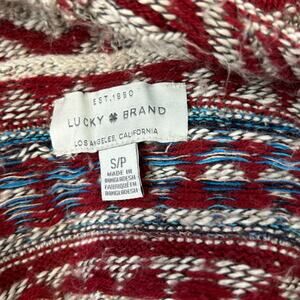 EST. 1990
LUCKY BRAND
LOS ANGELES, CALIFORNIA
S/P
MADE IN
BANGLADESH
FABRIQUÉ EN
BANGLADESH